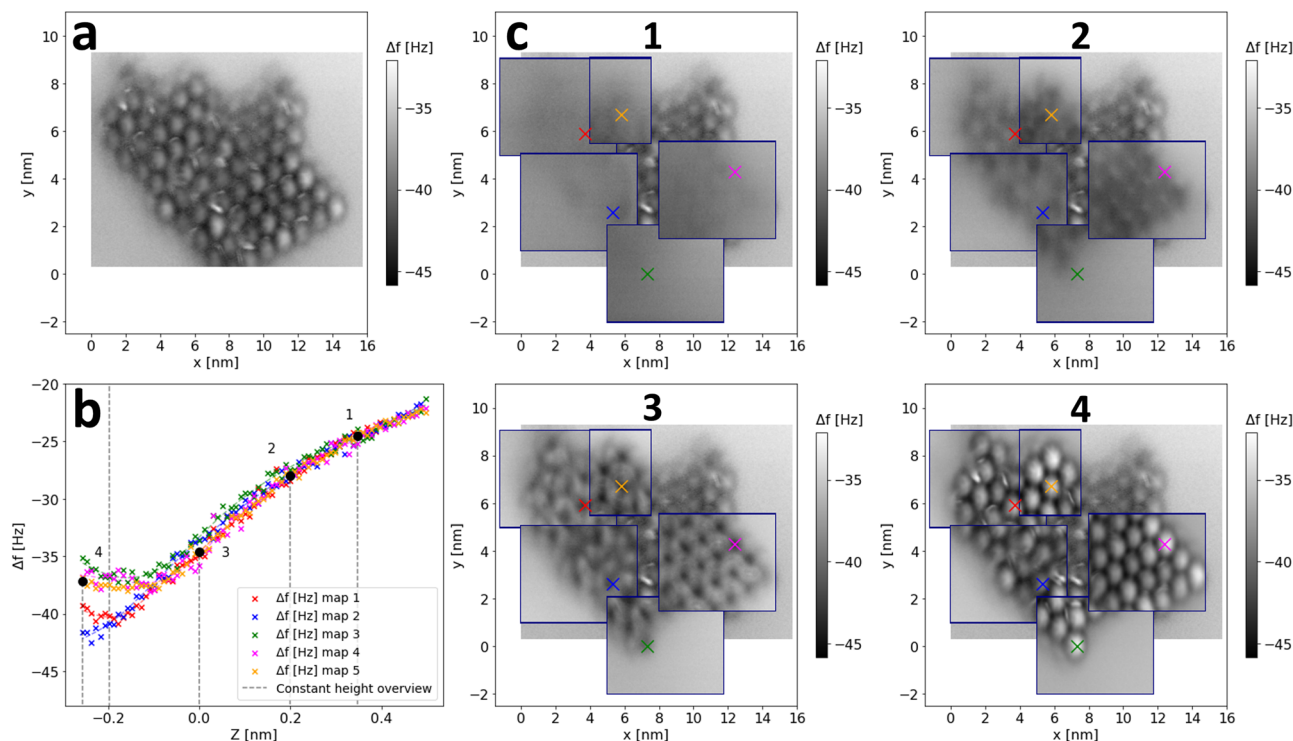 a
Δf [Hz]
10
8
6
4
2
0
−2
y [nm]
0 2 4 6 8 10 12 14 16
x [nm]
−35
−40
−45
c
1
Δf [Hz]
10
8
6
4
2
0
−2
y [nm]
0 2 4 6 8 10 12 14 16
x [nm]
−35
−40
−45
2
Δf [Hz]
10
8
6
4
2
0
−2
y [nm]
0 2 4 6 8 10 12 14 16
x [nm]
−35
−40
−45
b
−20
−25
−30
−35
−40
−45
Δf [Hz]
1
2
3
4
Δf [Hz] map 1
Δf [Hz] map 2
Δf [Hz] map 3
Δf [Hz] map 4
Δf [Hz] map 5
Constant height overview
−0.2 0.0 0.2 0.4
Z [nm]
3
Δf [Hz]
10
8
6
4
2
0
−2
y [nm]
0 2 4 6 8 10 12 14 16
x [nm]
−35
−40
−45
4
Δf [Hz]
10
8
6
4
2
0
−2
y [nm]
0 2 4 6 8 10 12 14 16
x [nm]
−35
−40
−45